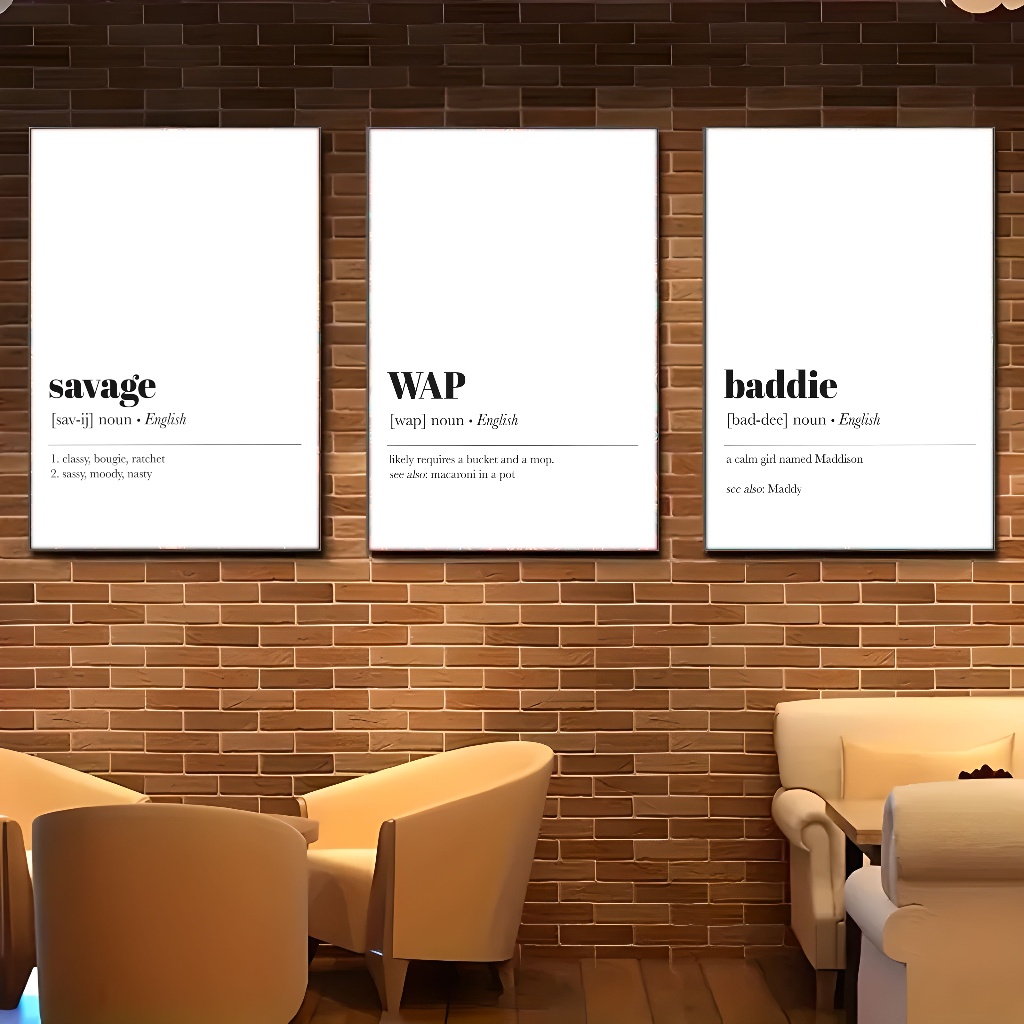 savage
[sav-ij] noun • English
1. classy, bougie, ratchet
2. sassy, moody, nasty
WAP
[wap] noun • English
likely requires a bucket and a mop.
see also: macaroni in a pot
baddie
[bad-dee] noun • English
a calm girl named Maddison
see also: Maddy